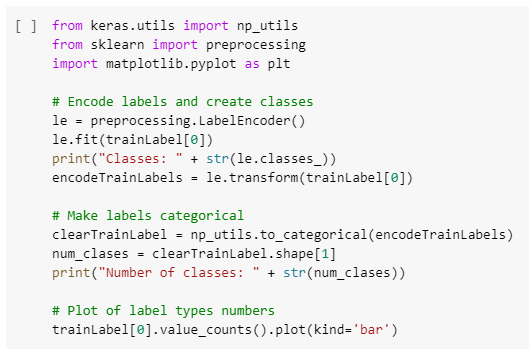 [ ] from keras.utils import np_utils
from sklearn import preprocessing
import matplotlib.pyplot as plt
# Encode labels and create classes
le = preprocessing.LabelEncoder()
le.fit(trainLabel[0])
print("Classes: " + str(le.classes_))
encodeTrainLabels = le.transform(trainLabel[0])
# Make labels categorical
clearTrainLabel = np_utils.to_categorical(encodeTrainLabels)
num_clases = clearTrainLabel.shape[1]
print("Number of classes: " + str(num_clases))
# Plot of label types numbers
trainLabel[0].value_counts().plot(kind='bar')